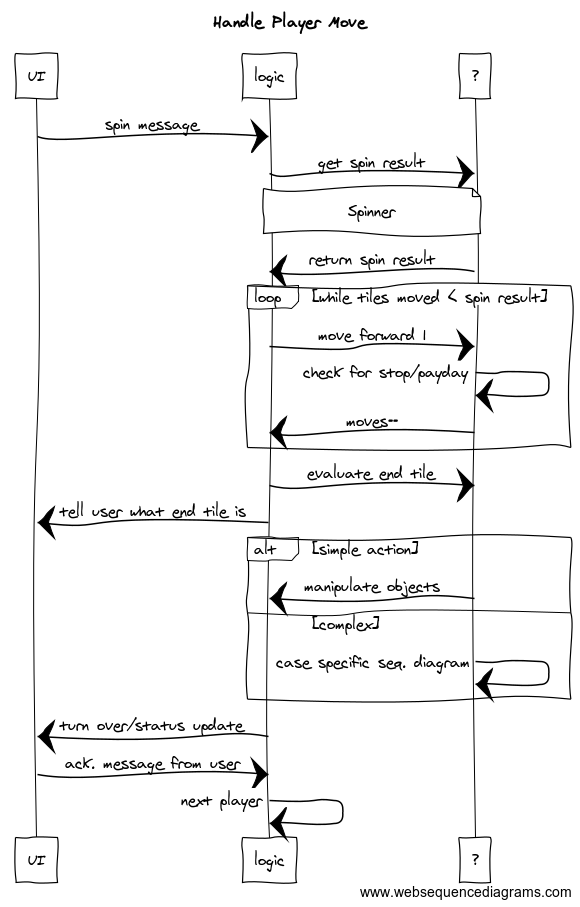 Handle Player Move
UI
logic
?
spin message
get spin result
Spinner
return spin result
loop
[while tiles moved < spin result]
move forward 1
check for stop/payday
moves--
evaluate end tile
tell user what end tile is
alt
[simple action]
manipulate objects
[complex]
case specific seq. diagram
turn over/status update
ack. message from user
next player
UI
logic
?
www.websequencediagrams.com